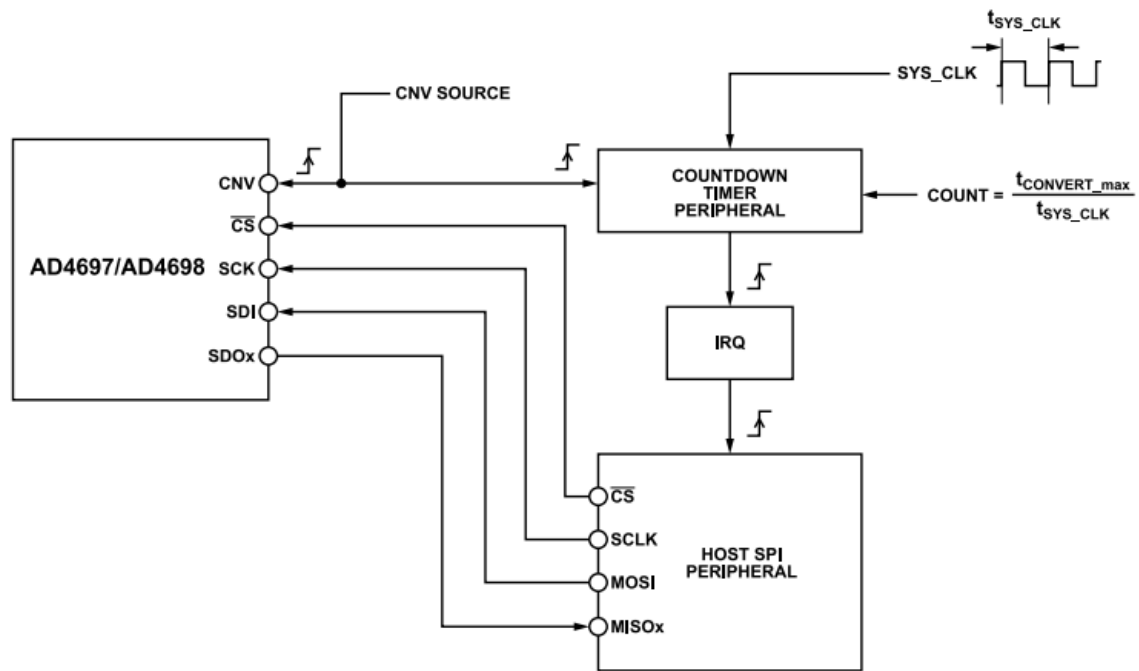 tSYS_CLK
SYS_CLK
CNV SOURCE
CNV
CS
SCK
SDI
SDOx
AD4697/AD4698
COUNTDOWN
TIMER
PERIPHERAL
COUNT = tCONVERT_max
tSYS_CLK
IRQ
CS
SCLK
MOSI
MISOx
HOST SPI
PERIPHERAL